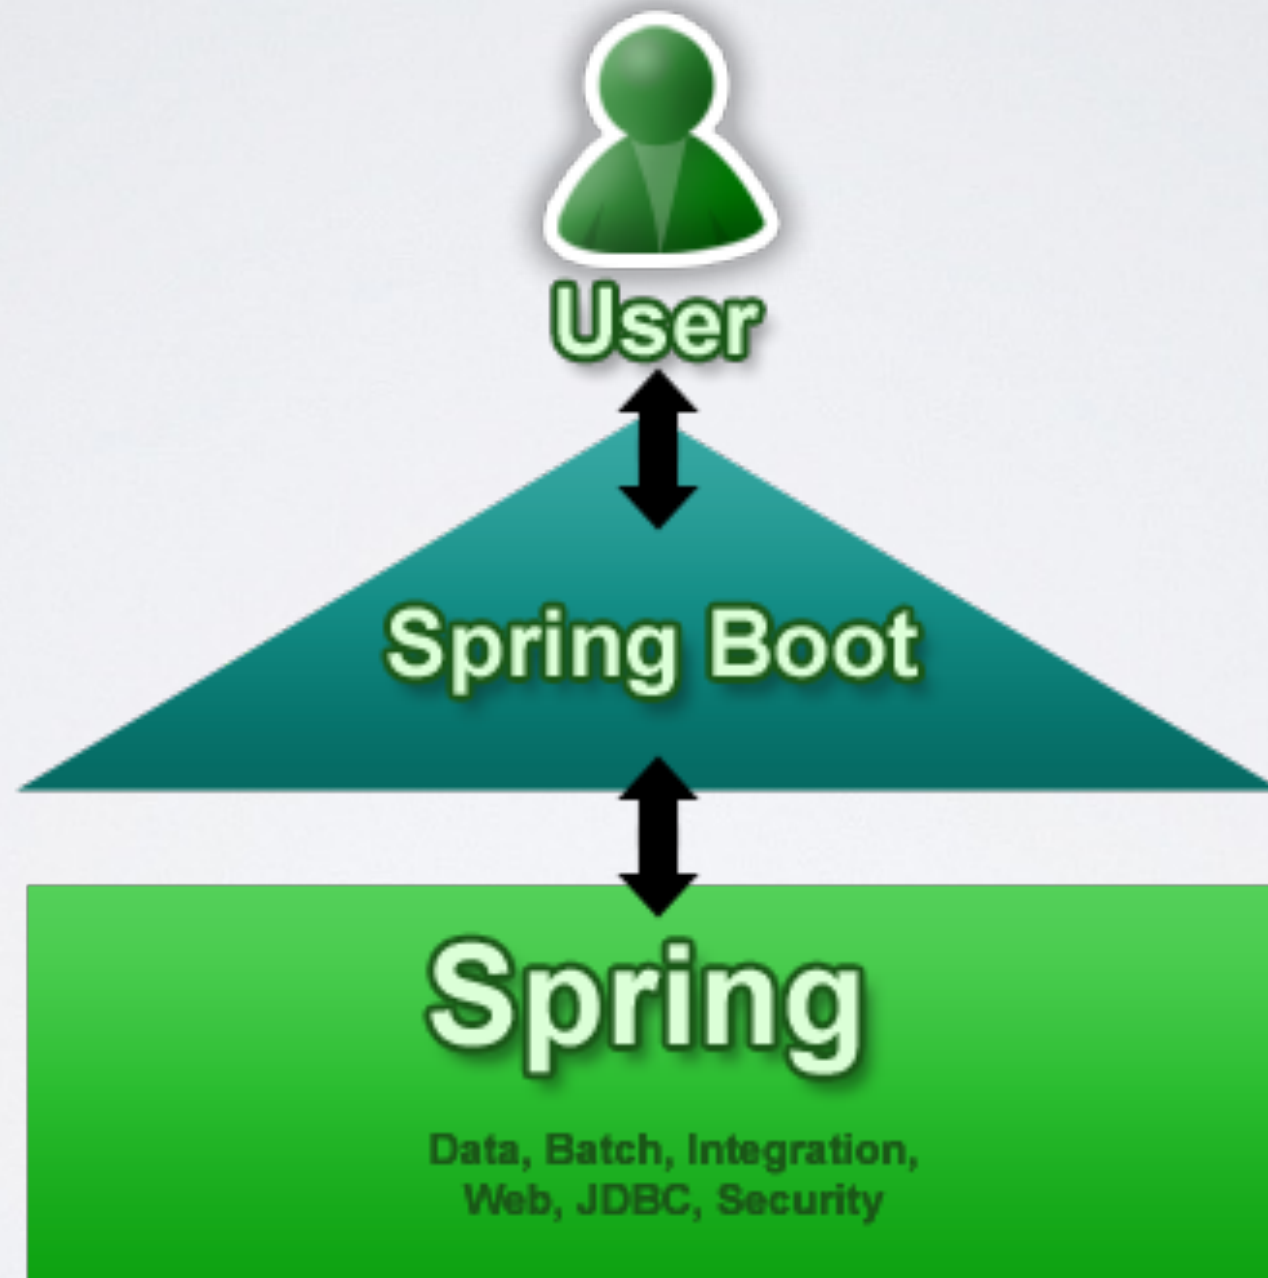 User
Spring Boot
Spring
Data, Batch, Integration,
Web, JDBC, Security